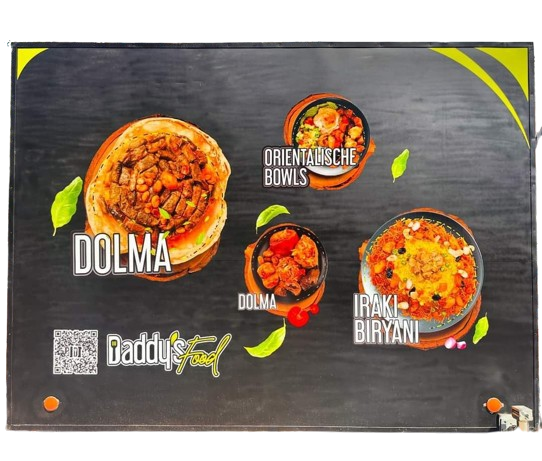 ORIENTALISCHE
BOWLS
DOLMA
DOLMA
IRAKI
BIRYANI
Daddy's Food